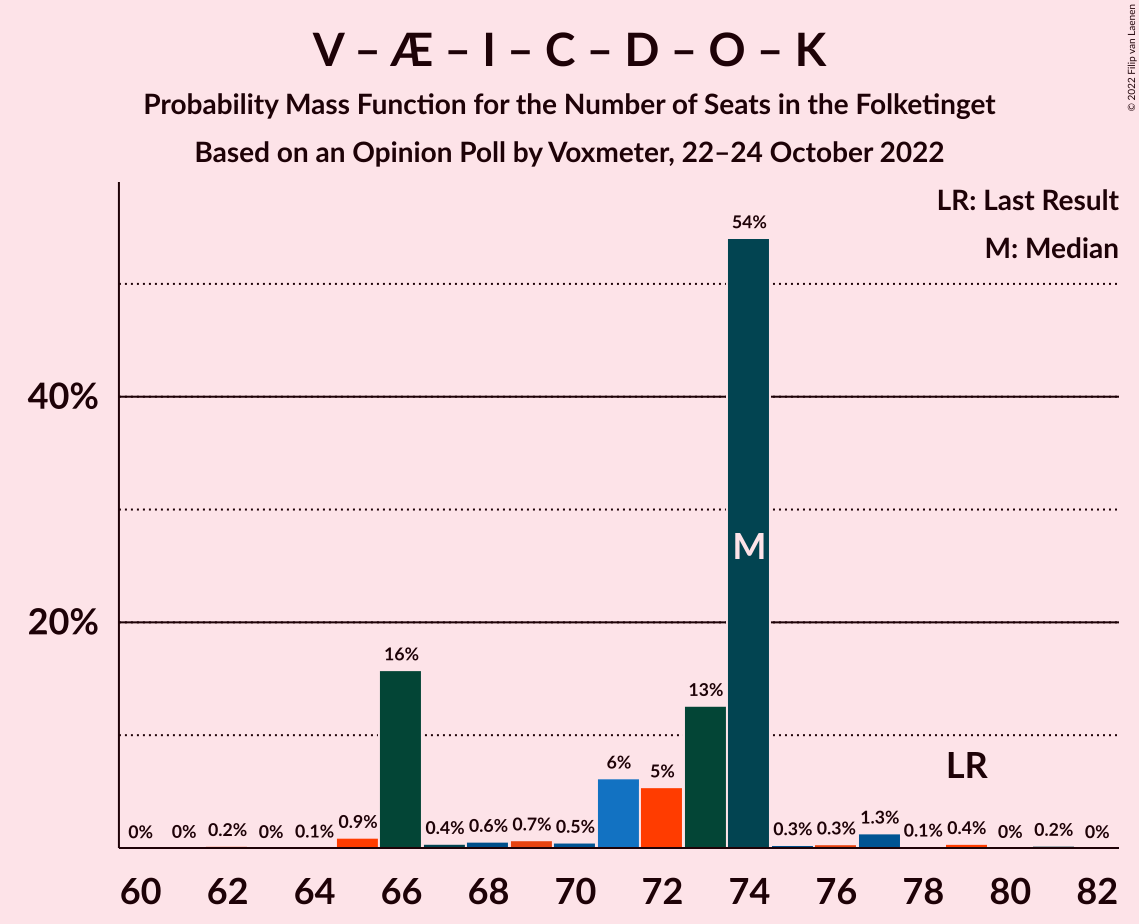 V – Æ – I – C – D – O – K
Probability Mass Function for the Number of Seats in the Folketinget
Based on an Opinion Poll by Voxmeter, 22–24 October 2022
© 2022 Filip van Laenen
LR: Last Result
M: Median
54%
40%
M
20%
16%
13%
LR
6%
5%
0% 0% 0.2% 0% 0.1% 0.9% 0.4% 0.6% 0.7% 0.5% 0.3% 0.3% 1.3% 0.1% 0.4% 0% 0.2% 0%
60 62 64 66 68 70 72 74 76 78 80 82